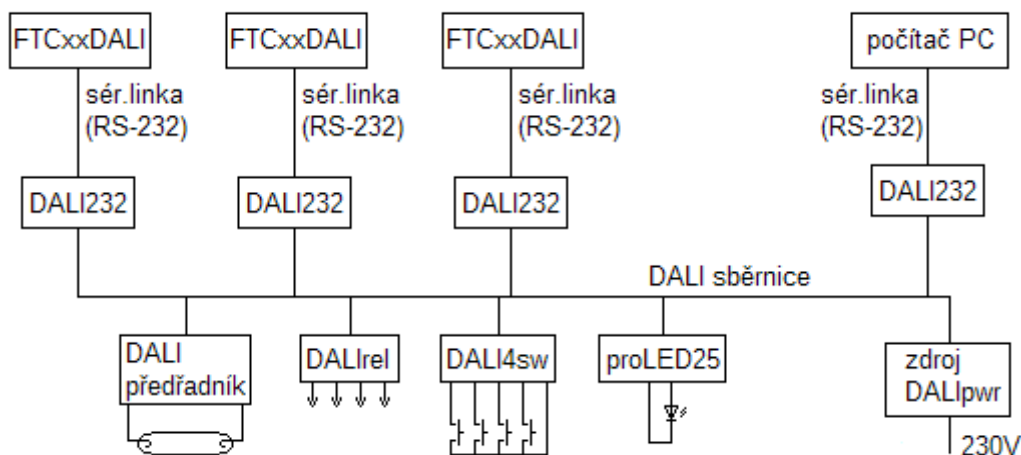 FTCxxDALI
FTCxxDALI
FTCxxDALI
počítač PC
sér.linka
(RS-232)
sér.linka
(RS-232)
sér.linka
(RS-232)
sér.linka
(RS-232)
DALI232
DALI232
DALI232
DALI232
DALI sběrnice
DALI
předřadník
DALIrel
DALI4sw
proLED25
zdroj
DALIpwr
230V